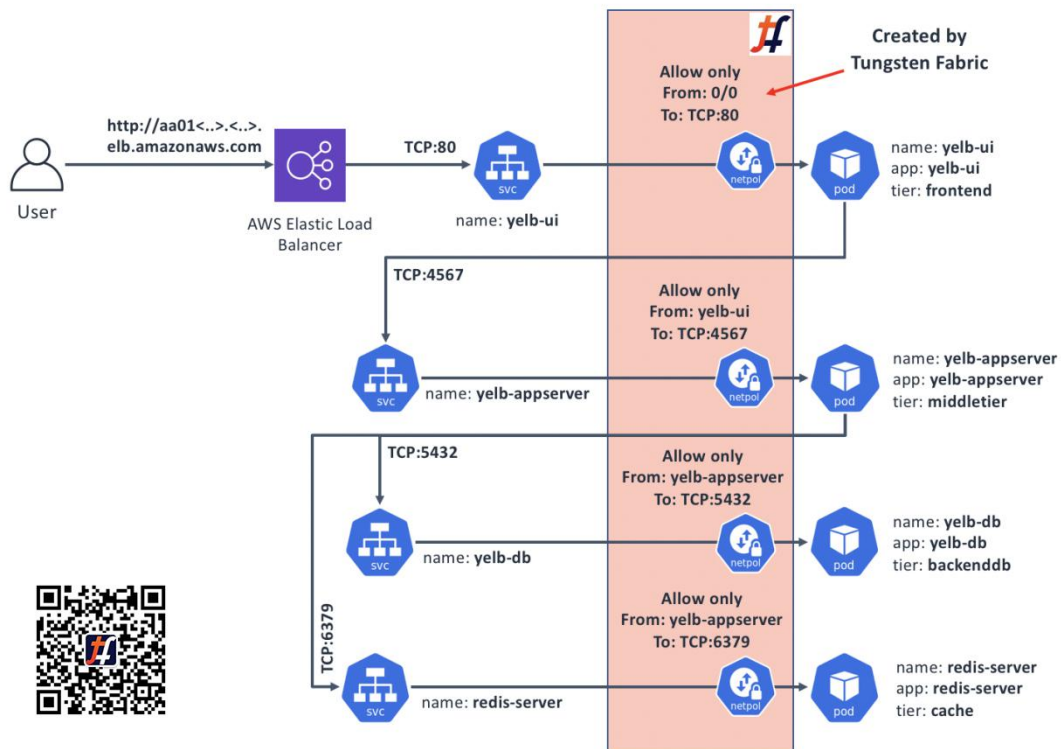 Created by
Tungsten Fabric
Allow only
From: 0/0
To: TCP:80
http://aa01<..>.<..>.
elb.amazonaws.com
TCP:80
svc
netpol
pod
name: yelb-ui
app: yelb-ui
tier: frontend
User
AWS Elastic Load
Balancer
name: yelb-ui
TCP:4567
Allow only
From: yelb-ui
To: TCP:4567
svc
name: yelb-appserver
netpol
pod
name: yelb-appserver
app: yelb-appserver
tier: middletier
TCP:5432
Allow only
From: yelb-appserver
To: TCP:5432
svc
name: yelb-db
netpol
pod
name: yelb-db
app: yelb-db
tier: backenddb
TCP:6379
Allow only
From: yelb-appserver
To: TCP:6379
svc
name: redis-server
netpol
pod
name: redis-server
app: redis-server
tier: cache